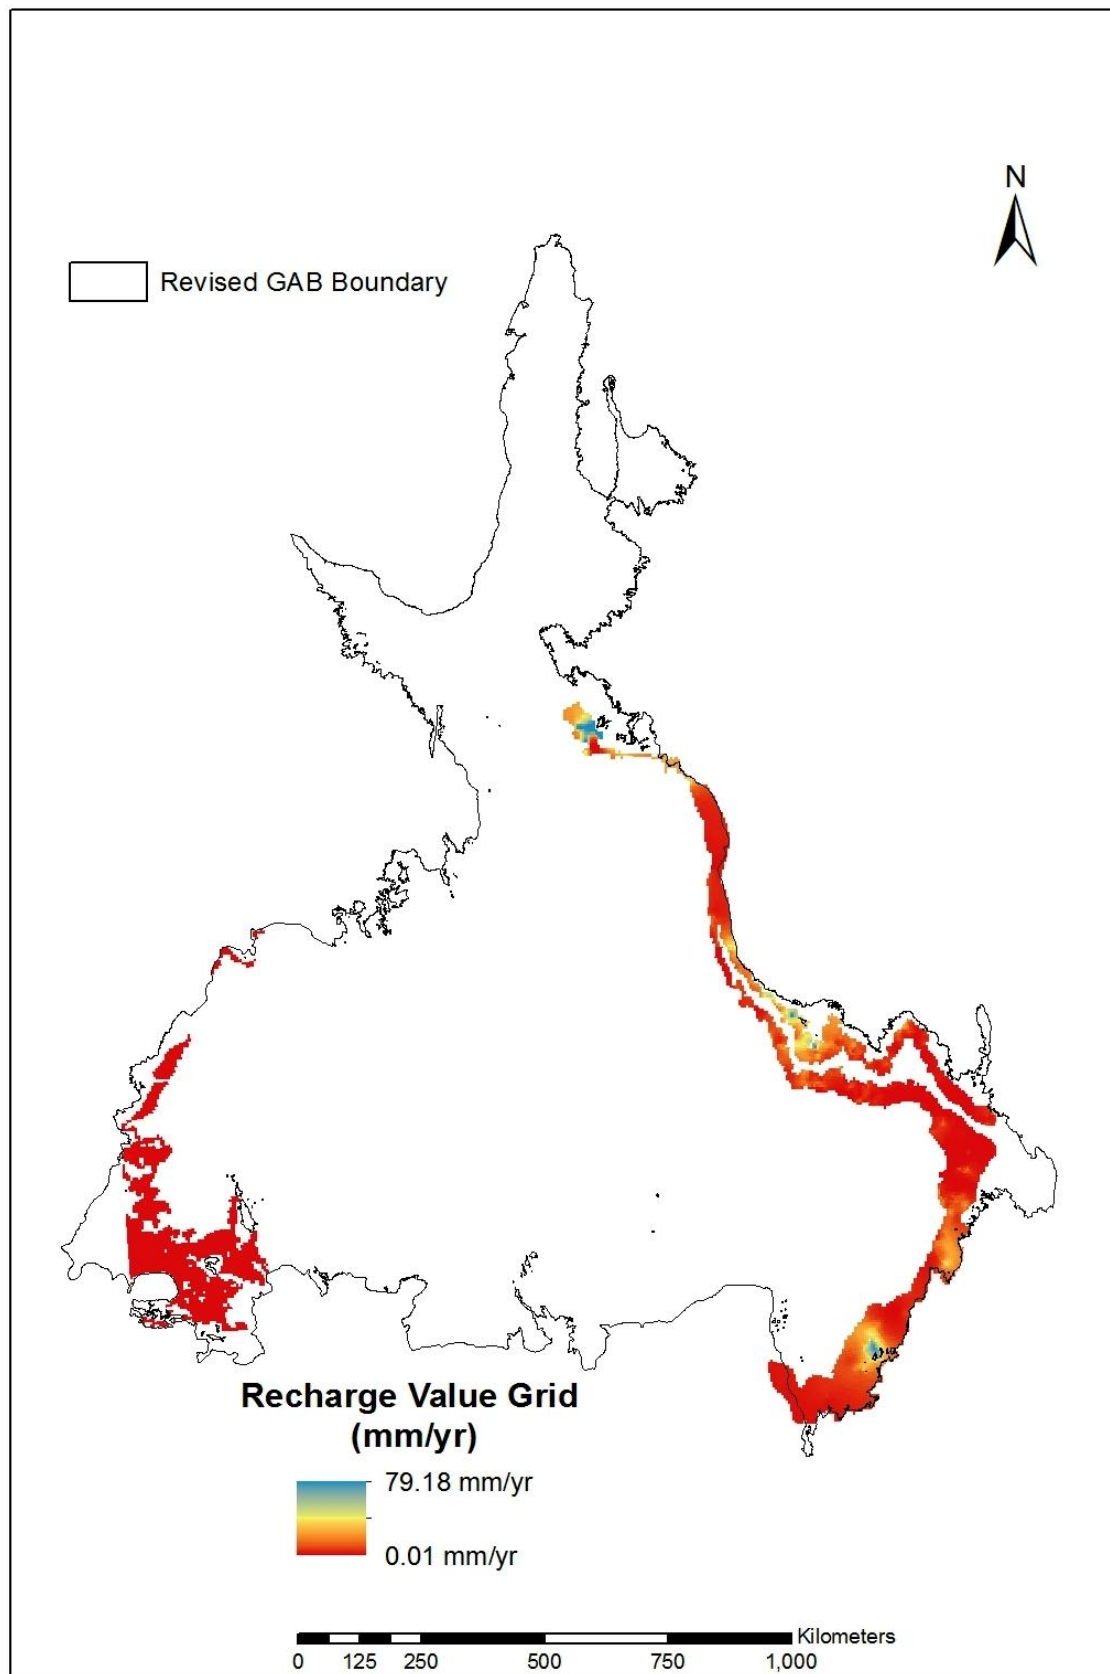 N
Revised GAB Boundary
Recharge Value Grid
(mm/yr)
79.18 mm/yr
0.01 mm/yr
Kilometers
0 125 250 500 750 1,000